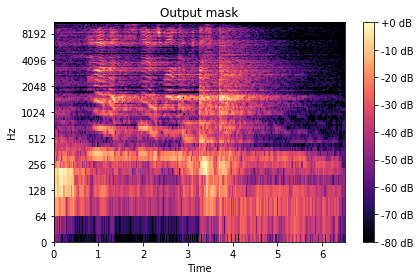 Output mask
8192
4096
2048
1024
512
256
128
64
0
Hz
0 1 2 3 4 5 6
Time
+0 dB
-10 dB
-20 dB
-30 dB
-40 dB
-50 dB
-60 dB
-70 dB
-80 dB